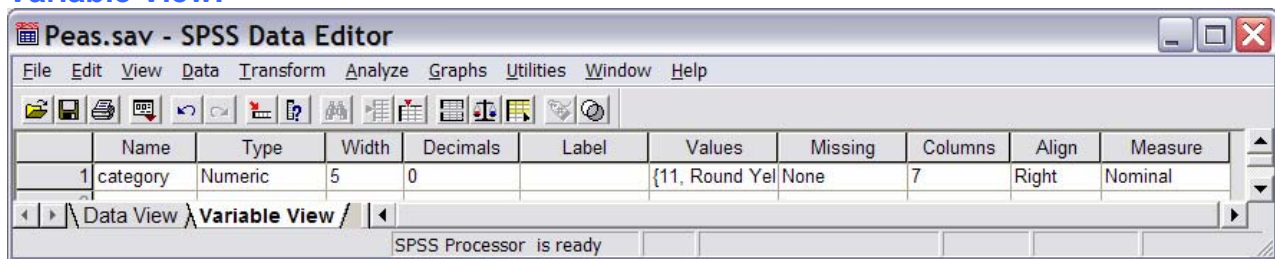 Peas.sav - SPSS Data Editor
File Edit View Data Transform Analyze Graphs Utilities Window Help
Name Type Width Decimals Label Values Missing Columns Align Measure
1 category Numeric 5 0 {11, Round Yel None 7 Right Nominal
Data View Variable View
SPSS Processor is ready